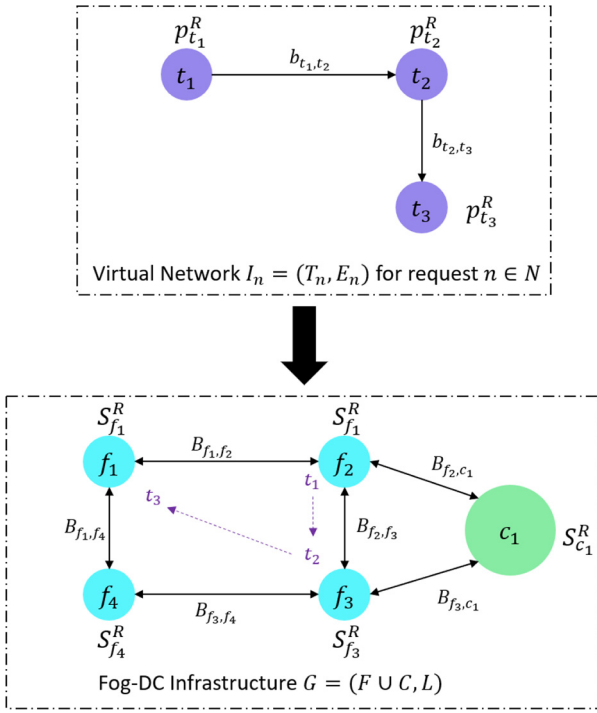 p^R_{t_1}
p^R_{t_2}
t_1
b_{t_1,t_2}
t_2
b_{t_2,t_3}
t_3
p^R_{t_3}
Virtual Network I_n = (T_n, E_n) for request n ∈ N
S^R_{f_1}
S^R_{f_1}
f_1
B_{f_1,f_2}
f_2
B_{f_2,c_1}
t_3
t_1
B_{f_1,f_4}
B_{f_2,f_3}
c_1
S^R_{c_1}
t_2
f_4
B_{f_3,f_4}
f_3
B_{f_3,c_1}
S^R_{f_4}
S^R_{f_3}
Fog-DC Infrastructure G = (F ∪ C, L)